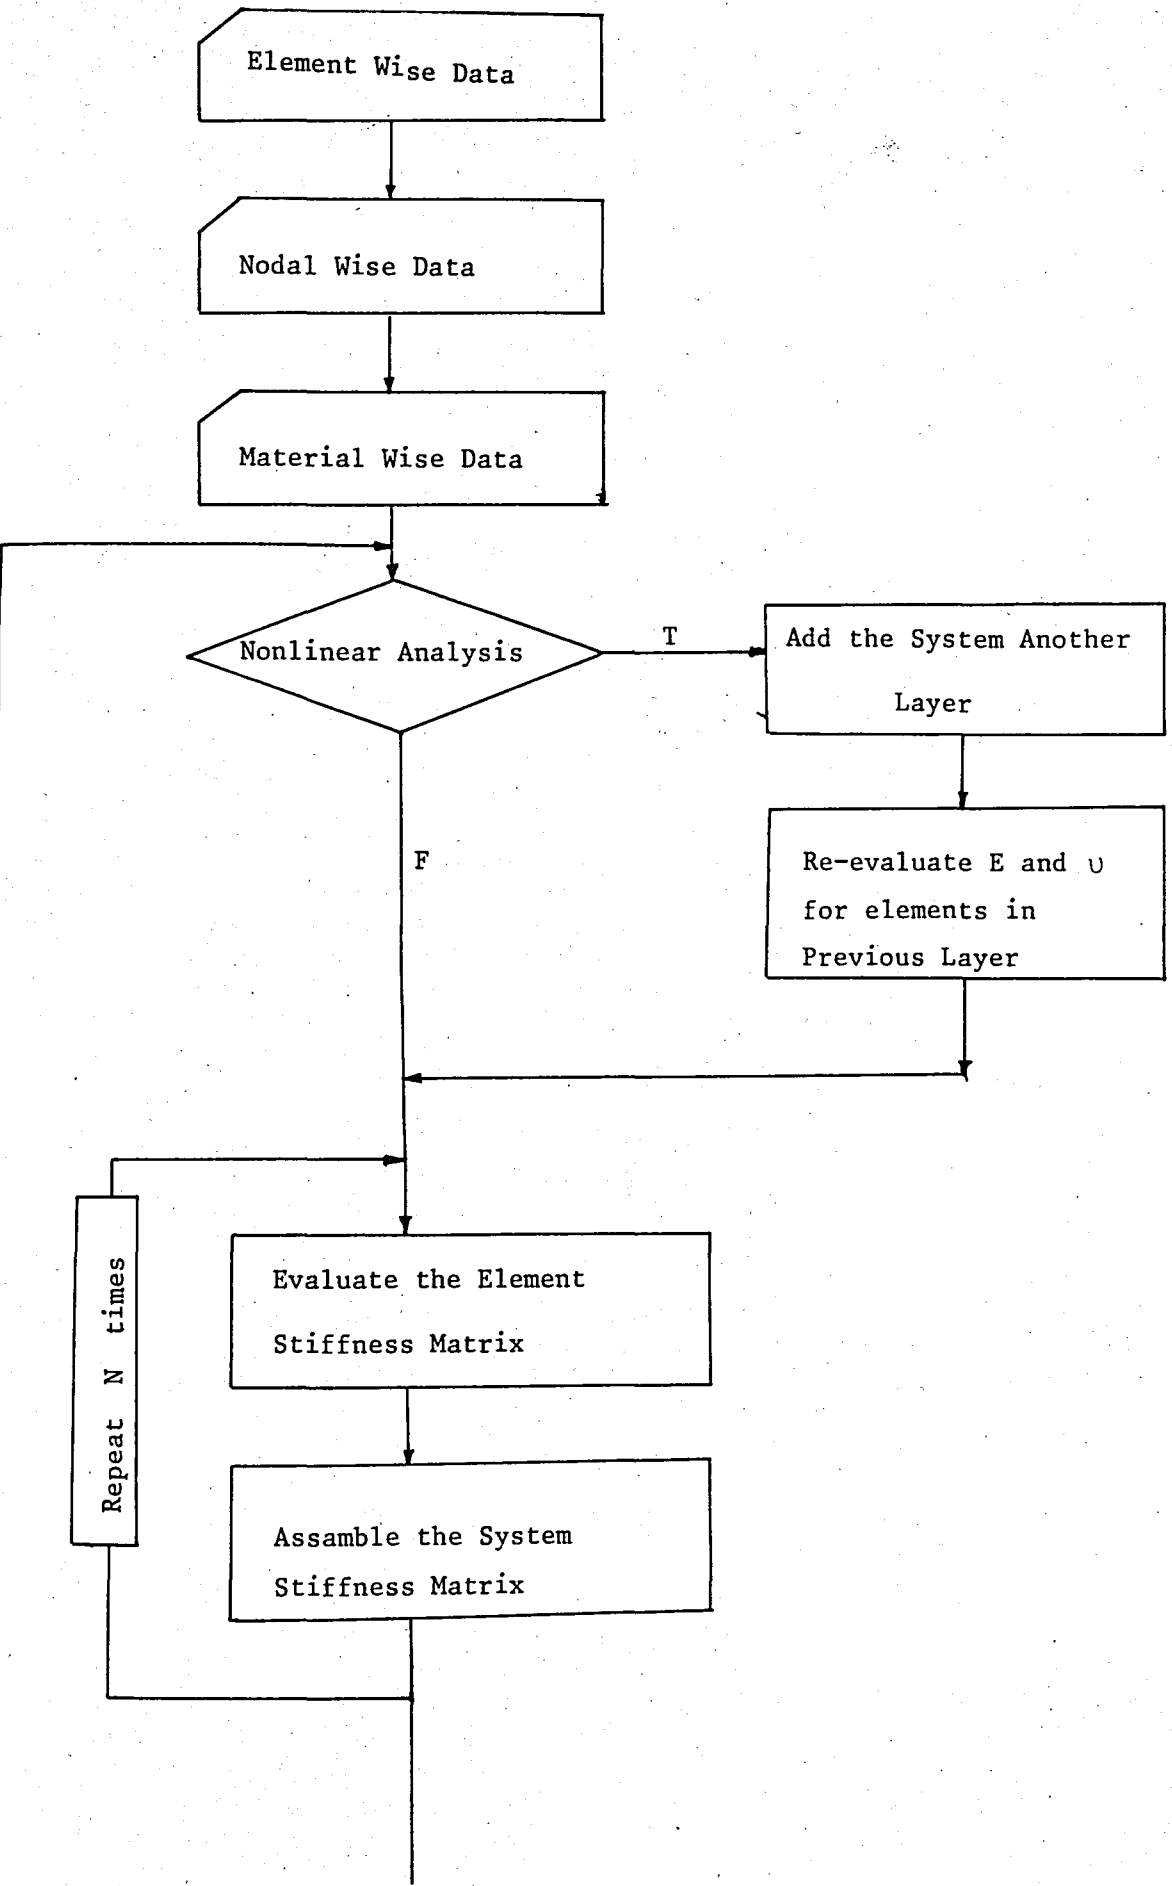 Element Wise Data
Nodal Wise Data
Material Wise Data
Nonlinear Analysis
T
Add the System Another
Layer
F
Re-evaluate E and υ
for elements in
Previous Layer
Repeat N times
Evaluate the Element
Stiffness Matrix
Assamble the System
Stiffness Matrix